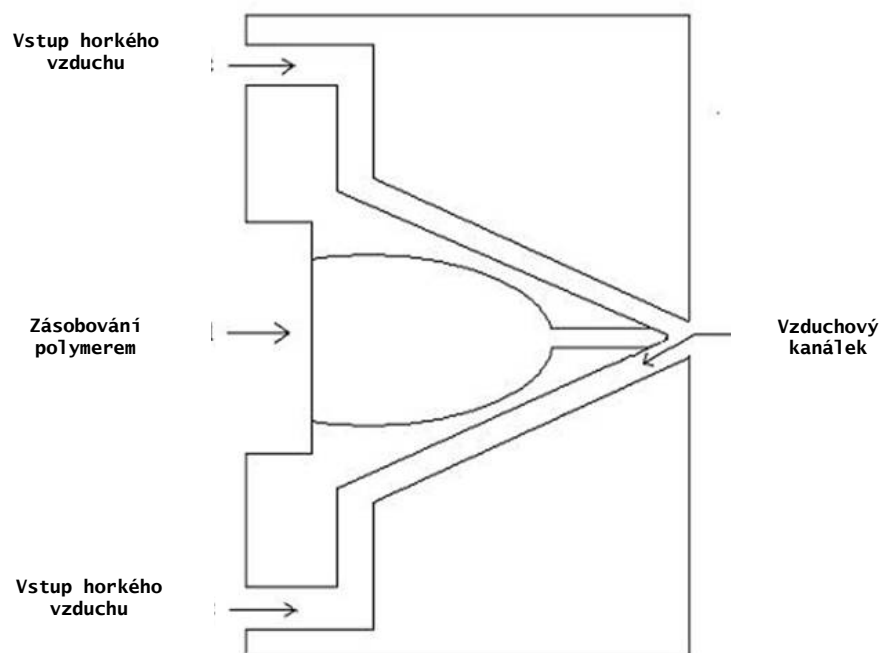 Vstup horkého
vzduchu
Zásobování
polymerem
Vzduchový
kanálek
Vstup horkého
vzduchu